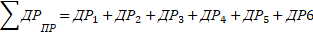 ∑ДР_ПР = ДР₁ + ДР₂ + ДР₃ + ДР₄ + ДР₅ + ДР6